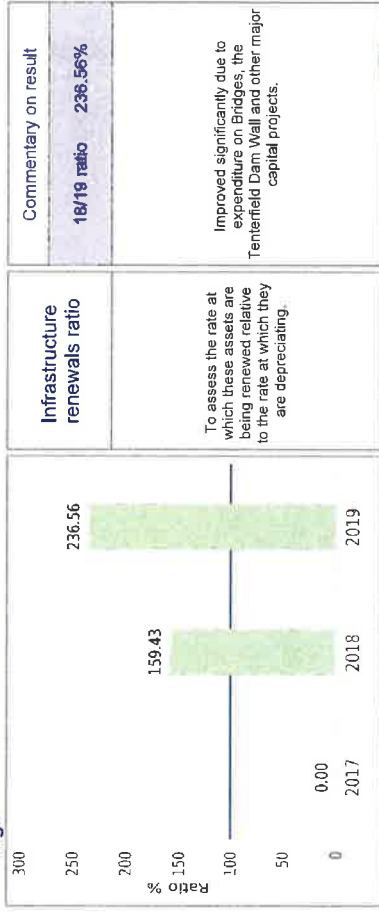 300
250
200
150
100
50
0
Ratio %
0.00
159.43
236.56
2017
2018
2019
Infrastructure
renewals ratio
To assess the rate at
which these assets are
being renewed relative
to the rate at which they
are depreciating.
Commentary on result
18/19 ratio 236.56%
Improved significantly due to
expenditure on Bridges, the
Tenterfield Dam Wall and other major
capital projects.